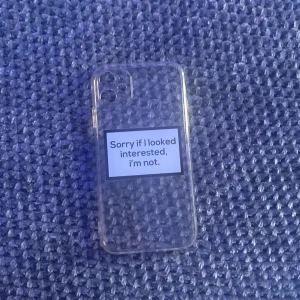 Sorry if I looked
interested,
i'm not.